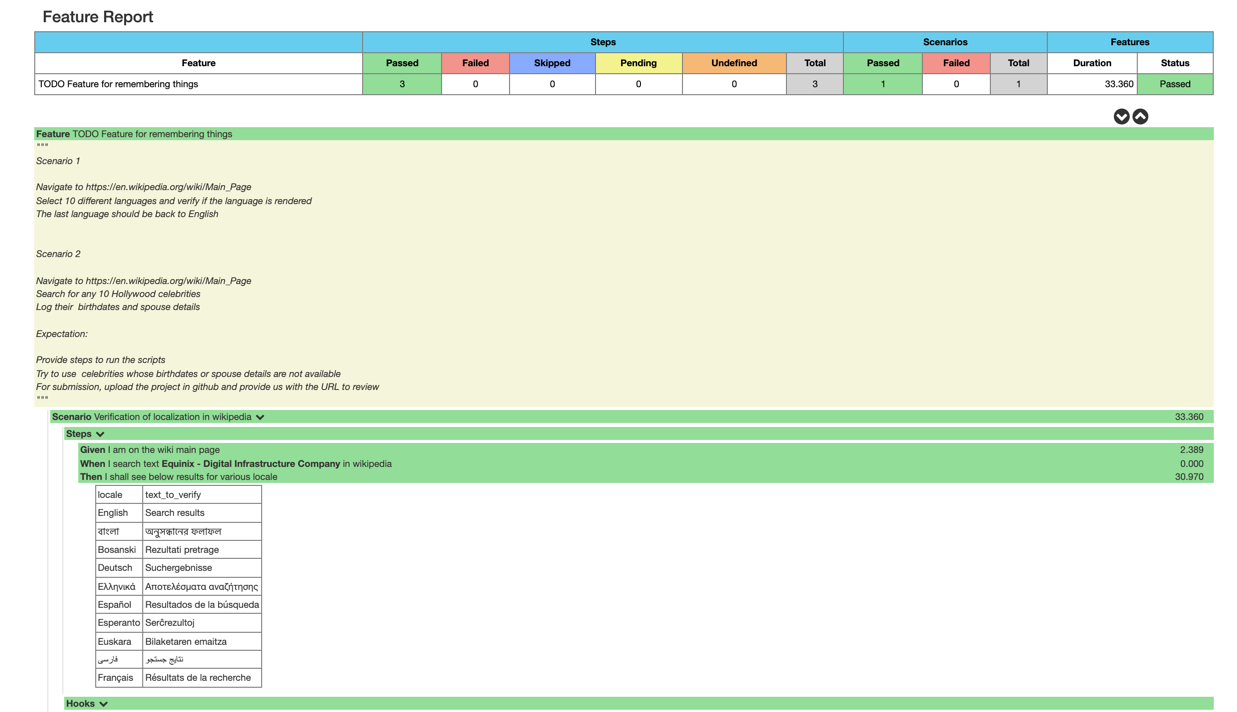 Feature Report
Steps Scenarios Features
Feature Passed Failed Skipped Pending Undefined Total Passed Failed Total Duration Status
TODO Feature for remembering things 3 0 0 0 0 3 1 0 1 33.360 Passed
Feature TODO Feature for remembering things
"""
Scenario 1
Navigate to https://en.wikipedia.org/wiki/Main_Page
Select 10 different languages and verify if the language is rendered
The last language should be back to English
Scenario 2
Navigate to https://en.wikipedia.org/wiki/Main_Page
Search for any 10 Hollywood celebrities
Log their  birthdates and spouse details
Expectation:
Provide steps to run the scripts
Try to use  celebrities whose birthdates or spouse details are not available
For submission, upload the project in github and provide us with the URL to review
"""
Scenario Verification of localization in wikipedia 33.360
Steps
Given I am on the wiki main page 2.389
When I search text Equinix - Digital Infrastructure Company in wikipedia 0.000
Then I shall see below results for various locale 30.970
locale text_to_verify
English Search results
বাংলা অনুসন্ধানের ফলাফল
Bosanski Rezultati pretrage
Deutsch Suchergebnisse
Ελληνικά Αποτελέσματα αναζήτησης
Español Resultados de la búsqueda
Esperanto Serĉrezultoj
Euskara Bilaketaren emaitza
فارسی نتایج جستجو
Français Résultats de la recherche
Hooks